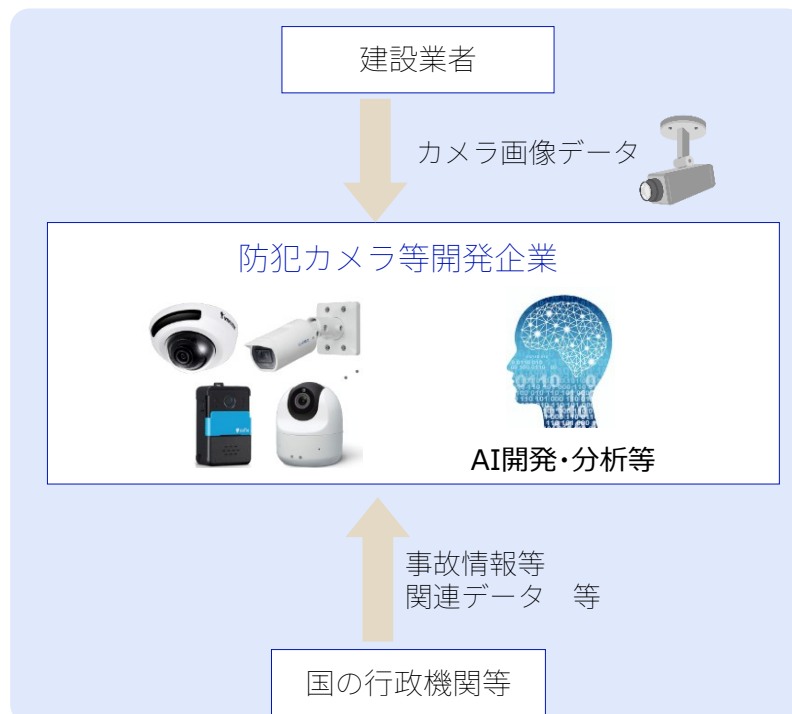 建設業者
カメラ画像データ
防犯カメラ等開発企業
AI開発・分析等
事故情報等
関連データ　等
国の行政機関等